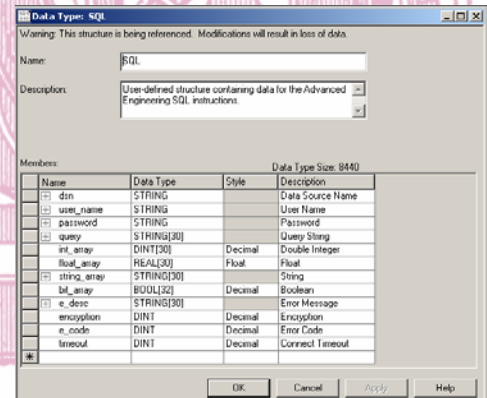 Data Type: SQL
Warning: This structure is being referenced. Modifications will result in loss of data.
Name: SQL
Description: User-defined structure containing data for the Advanced
Engineering SQL instructions.
Members: Data Type Size: 8440
Name Data Type Style Description
dsn STRING Data Source Name
user_name STRING User Name
password STRING Password
query STRING[30] Query String
int_array DINT[30] Decimal Double Integer
float_array REAL[30] Float Float
string_array STRING[30] String
bit_array BOOL[32] Decimal Boolean
e_desc STRING[30] Error Message
encryption DINT Decimal Encryption
e_code DINT Decimal Error Code
timeout DINT Decimal Connect Timeout
OK Cancel Apply Help